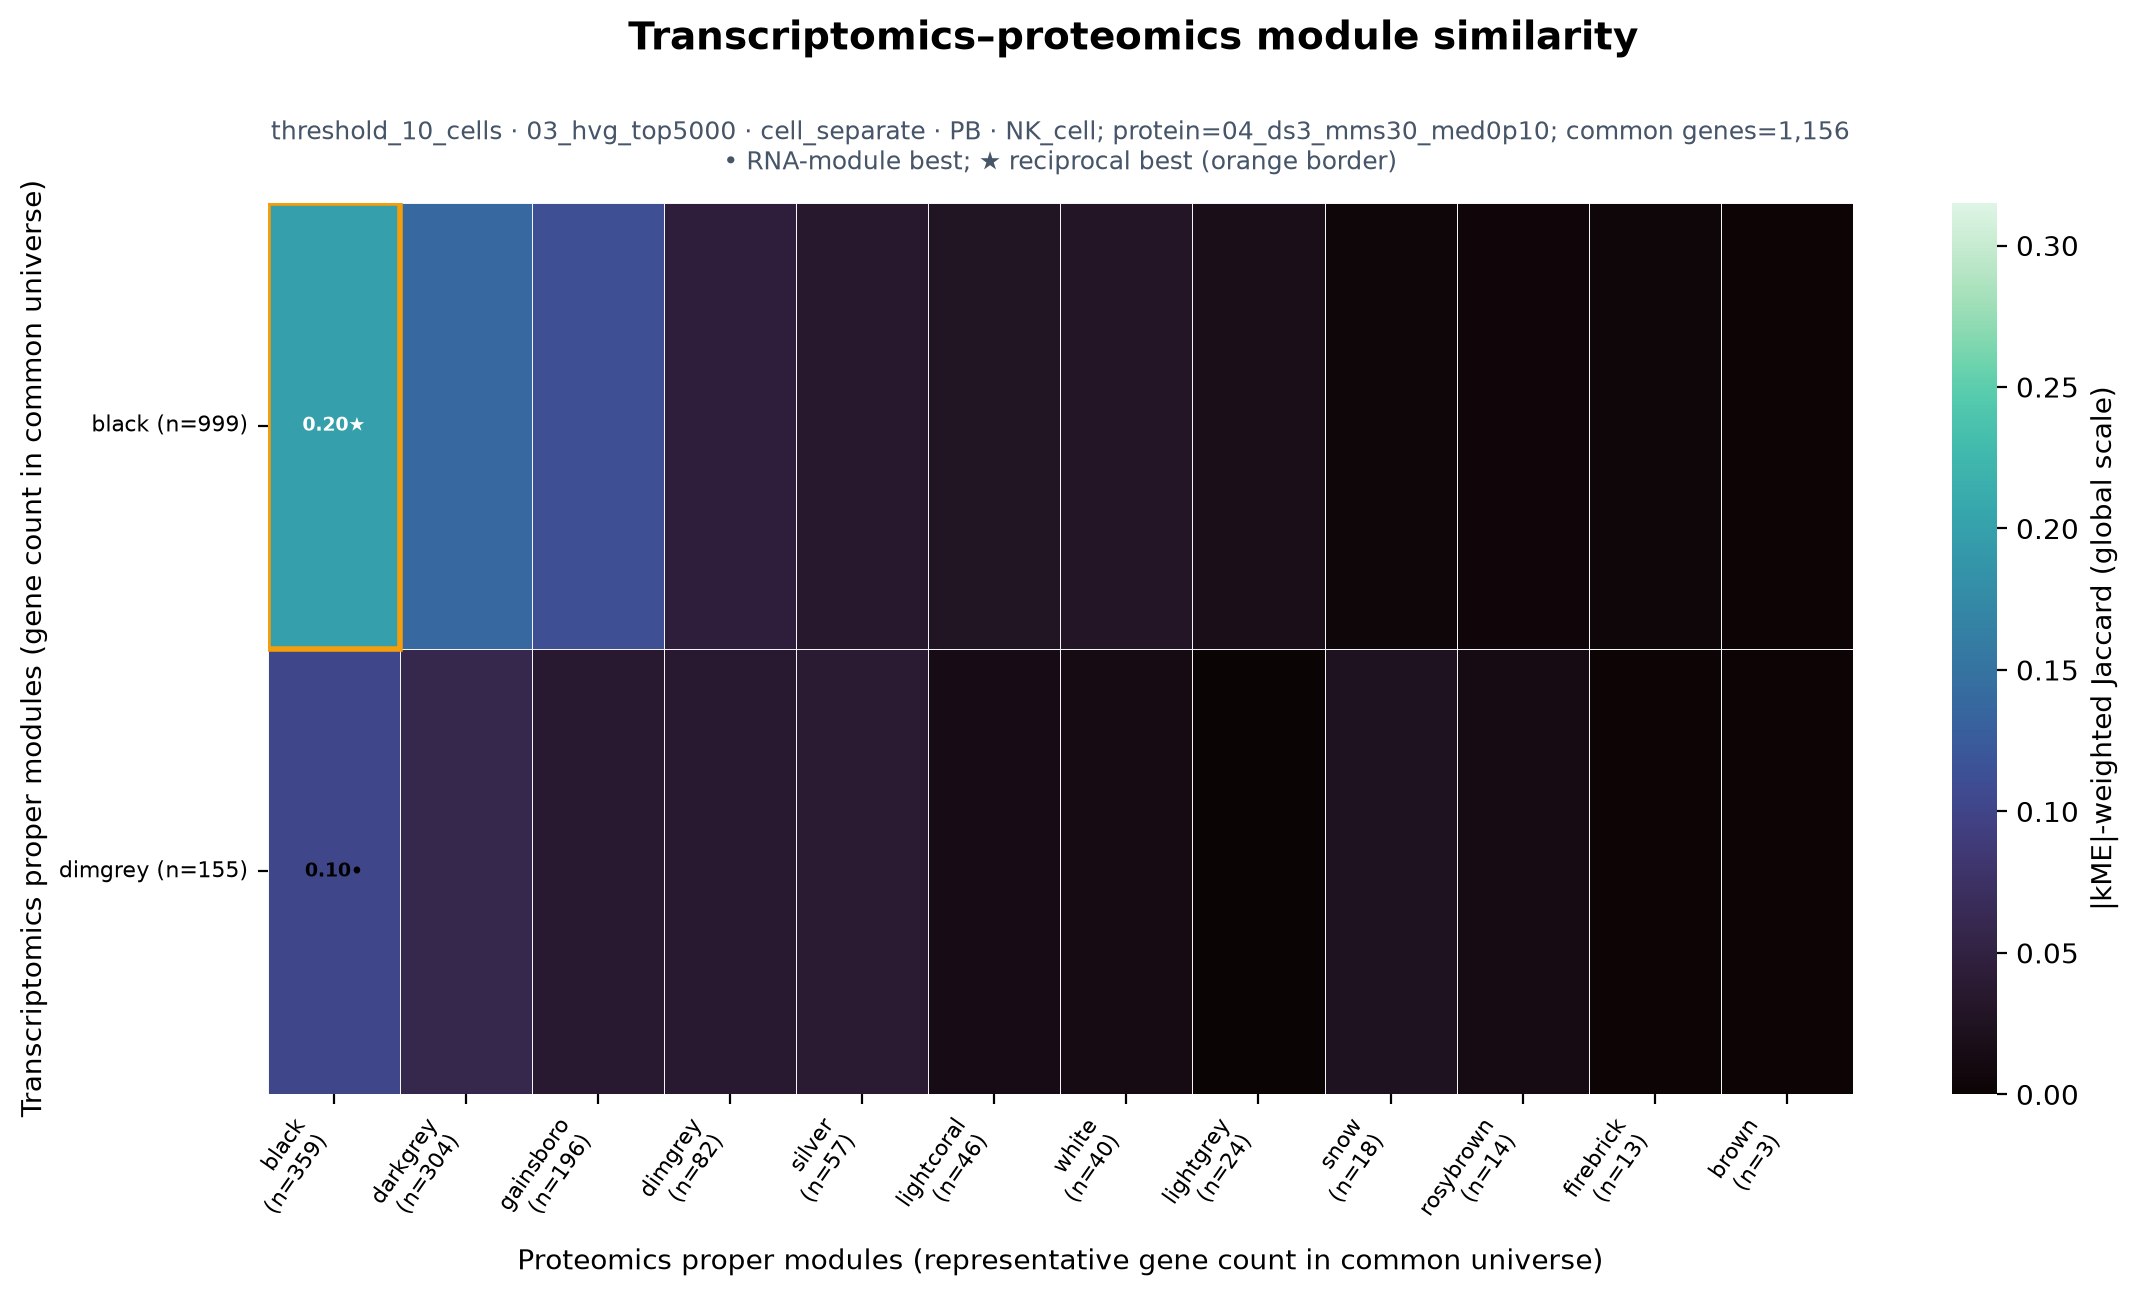 Transcriptomics–proteomics module similarity
threshold_10_cells · 03_hvg_top5000 · cell_separate · PB · NK_cell; protein=04_ds3_mms30_med0p10; common genes=1,156
• RNA-module best; ★ reciprocal best (orange border)
Transcriptomics proper modules (gene count in common universe)
black (n=999)
dimgrey (n=155)
0.20★
0.10•
black
(n=359)
darkgrey
(n=304)
gainsboro
(n=196)
dimgrey
(n=82)
silver
(n=57)
lightcoral
(n=46)
white
(n=40)
lightgrey
(n=24)
snow
(n=18)
rosybrown
(n=14)
firebrick
(n=13)
brown
(n=3)
Proteomics proper modules (representative gene count in common universe)
0.30
0.25
0.20
0.15
0.10
0.05
0.00
|kME|-weighted Jaccard (global scale)